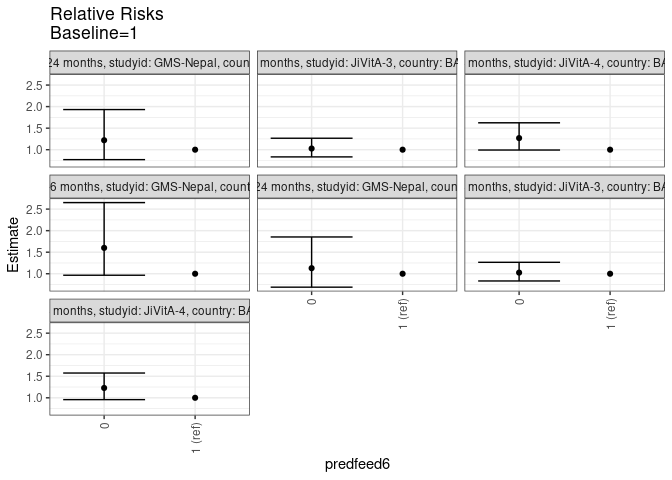 Relative Risks
Baseline=1
24 months, studyid: GMS-Nepal, coun
months, studyid: JiVitA-3, country: BA
months, studyid: JiVitA-4, country: BA
2.5
2.0
1.5
1.0
6 months, studyid: GMS-Nepal, count
24 months, studyid: GMS-Nepal, coun
months, studyid: JiVitA-3, country: BA
2.5
2.0
1.5
1.0
Estimate
0
1 (ref)
0
1 (ref)
months, studyid: JiVitA-4, country: BA
2.5
2.0
1.5
1.0
0
1 (ref)
predfeed6